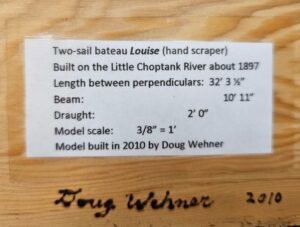 Two-sail bateau Louise (hand scraper)
Built on the Little Choptank River about 1897
Length between perpendiculars: 32' 3 ½"
Beam: 10' 11"
Draught: 2' 0"
Model scale: 3/8" = 1'
Model built in 2010 by Doug Wehner
Doug Wehner 2010